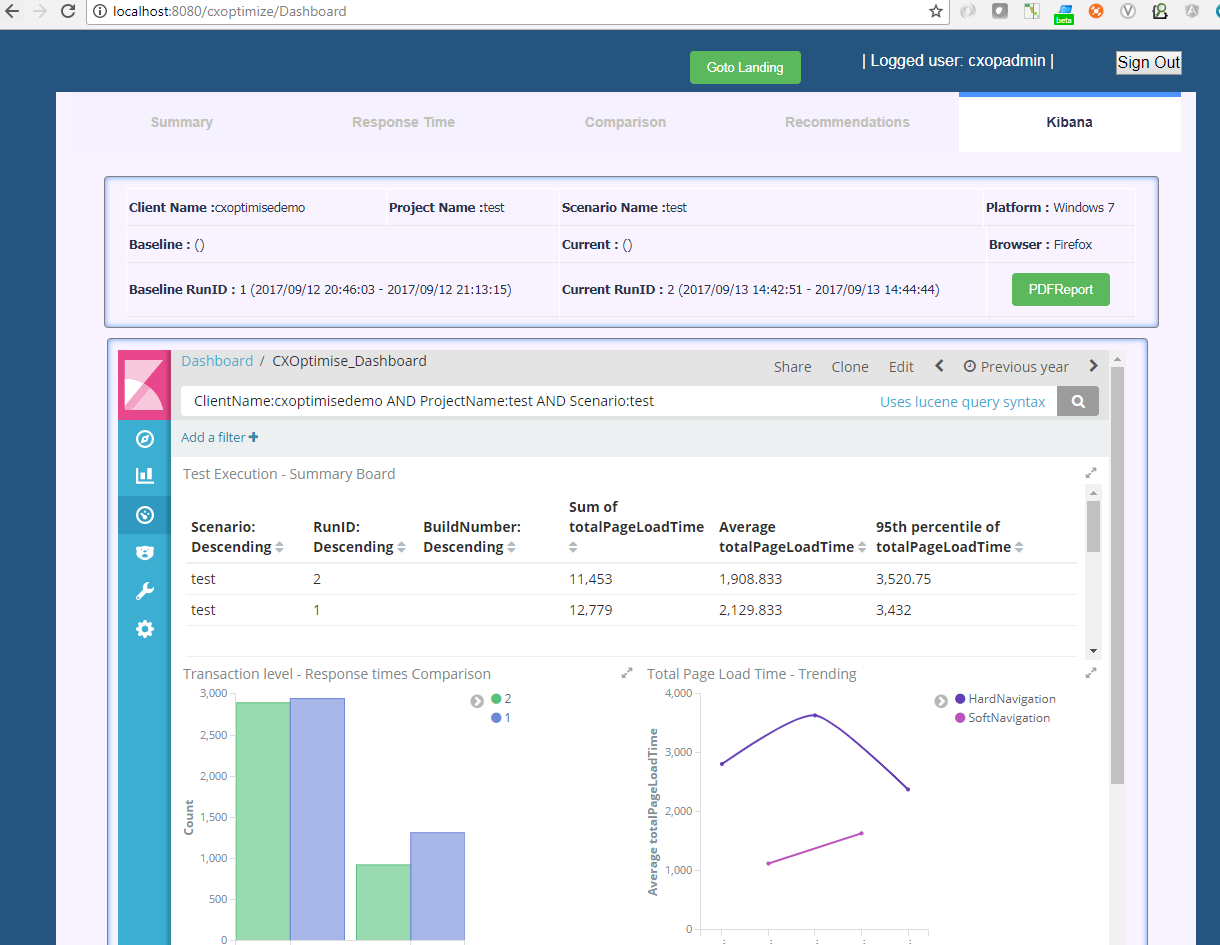 localhost:8080/cxoptimize/Dashboard
beta
Goto Landing
| Logged user: cxopadmin |
Sign Out
Summary
Response Time
Comparison
Recommendations
Kibana
Client Name :cxoptimisedemo
Project Name :test
Scenario Name :test
Platform : Windows 7
Baseline : ()
Current : ()
Browser : Firefox
Baseline RunID : 1 (2017/09/12 20:46:03 - 2017/09/12 21:13:15)
Current RunID : 2 (2017/09/13 14:42:51 - 2017/09/13 14:44:44)
PDFReport
Dashboard / CXOptimise_Dashboard
Share
Clone
Edit
Previous year
ClientName:cxoptimisedemo AND ProjectName:test AND Scenario:test
Uses lucene query syntax
Add a filter +
Test Execution - Summary Board
Scenario:
Descending
RunID:
Descending
BuildNumber:
Descending
Sum of
totalPageLoadTime
Average
totalPageLoadTime
95th percentile of
totalPageLoadTime
test 2 11,453 1,908.833 3,520.75
test 1 12,779 2,129.833 3,432
Transaction level - Response times Comparison
3,000
2,500
2,000
1,500
1,000
500
0
Count
2
1
Total Page Load Time - Trending
4,000
3,000
2,000
1,000
0
Average totalPageLoadTime
HardNavigation
SoftNavigation